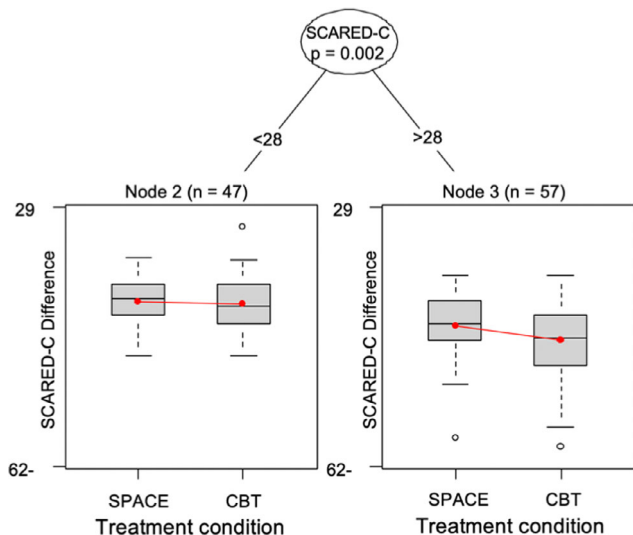 SCARED-C
p = 0.002
<28
>28
Node 2 (n = 47)
29
SCARED-C Difference
62-
SPACE
CBT
Treatment condition
Node 3 (n = 57)
29
SCARED-C Difference
62-
SPACE
CBT
Treatment condition